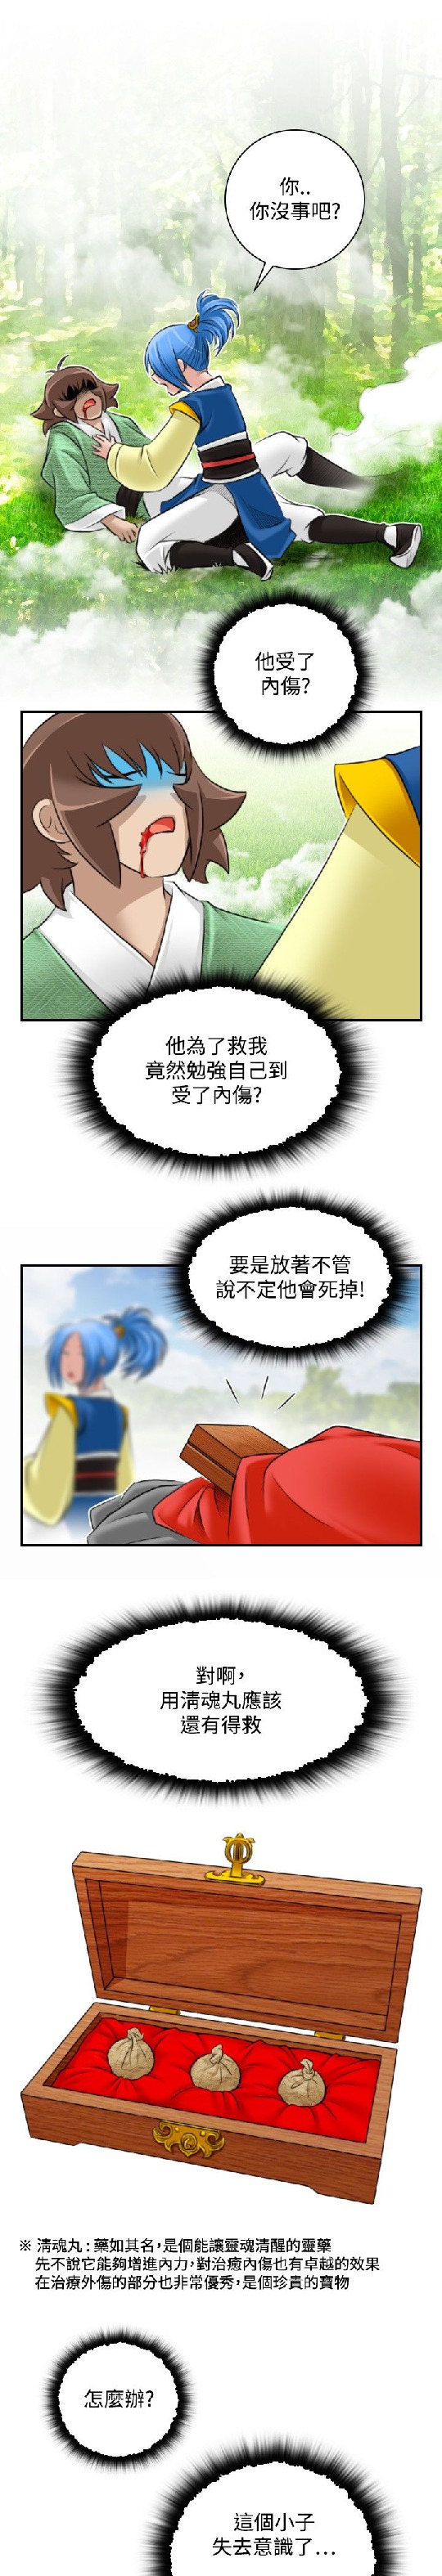 你..
你沒事吧?
他受了
內傷?
他為了救我
竟然勉強自己到
受了內傷?
要是放著不管
說不定他會死掉!
對啊,
用清魂丸應該
還有得救
※ 清魂丸 : 藥如其名,是個能讓靈魂清醒的靈藥
先不說它能夠增進內力,對治癒內傷也有卓越的效果
在治療外傷的部分也非常優秀,是個珍貴的寶物
怎麼辦?
這個小子
失去意識了...